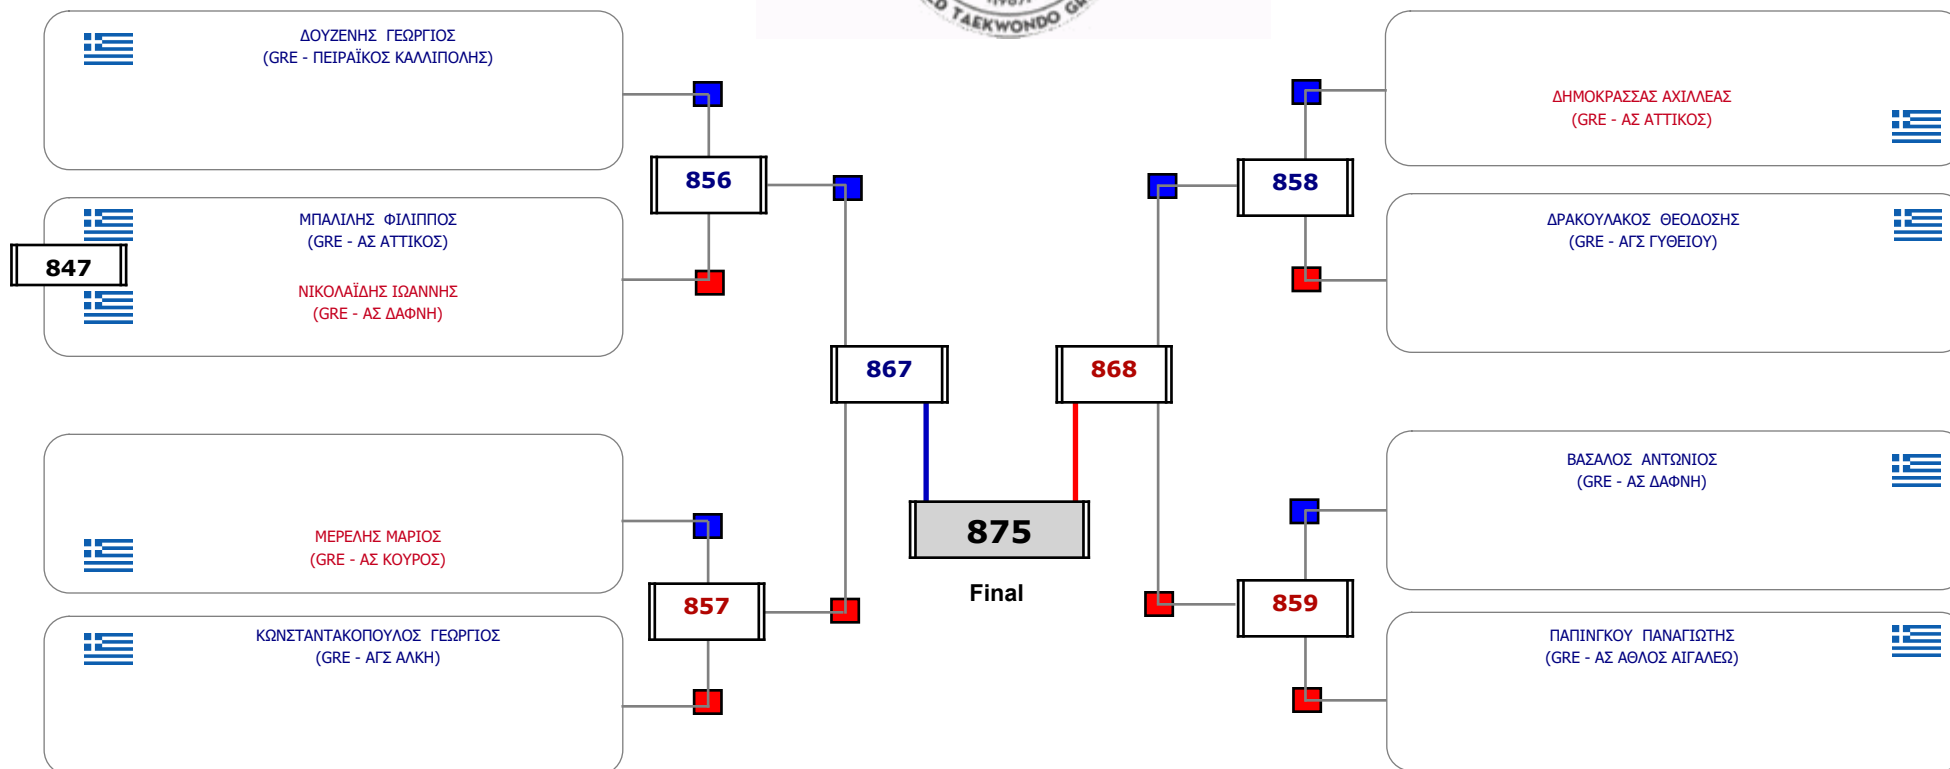 TAEKWONDO
ΔΟΥΖΕΝΗΣ ΓΕΩΡΓΙΟΣ
(GRE - ΠΕΙΡΑΪΚΟΣ ΚΑΛΛΙΠΟΛΗΣ)
856
847
ΜΠΑΛΙΛΗΣ ΦΙΛΙΠΠΟΣ
(GRE - ΑΣ ΑΤΤΙΚΟΣ)
ΝΙΚΟΛΑΪΔΗΣ ΙΩΑΝΝΗΣ
(GRE - ΑΣ ΔΑΦΝΗ)
867
ΜΕΡΕΛΗΣ ΜΑΡΙΟΣ
(GRE - ΑΣ ΚΟΥΡΟΣ)
857
ΚΩΝΣΤΑΝΤΑΚΟΠΟΥΛΟΣ ΓΕΩΡΓΙΟΣ
(GRE - ΑΓΣ ΑΛΚΗ)
875
Final
ΔΗΜΟΚΡΑΣΣΑΣ ΑΧΙΛΛΕΑΣ
(GRE - ΑΣ ΑΤΤΙΚΟΣ)
858
ΔΡΑΚΟΥΛΑΚΟΣ ΘΕΟΔΟΣΗΣ
(GRE - ΑΓΣ ΓΥΘΕΙΟΥ)
868
ΒΑΣΑΛΟΣ ΑΝΤΩΝΙΟΣ
(GRE - ΑΣ ΔΑΦΝΗ)
859
ΠΑΠΙΝΓΚΟΥ ΠΑΝΑΓΙΩΤΗΣ
(GRE - ΑΣ ΑΘΛΟΣ ΑΙΓΑΛΕΩ)